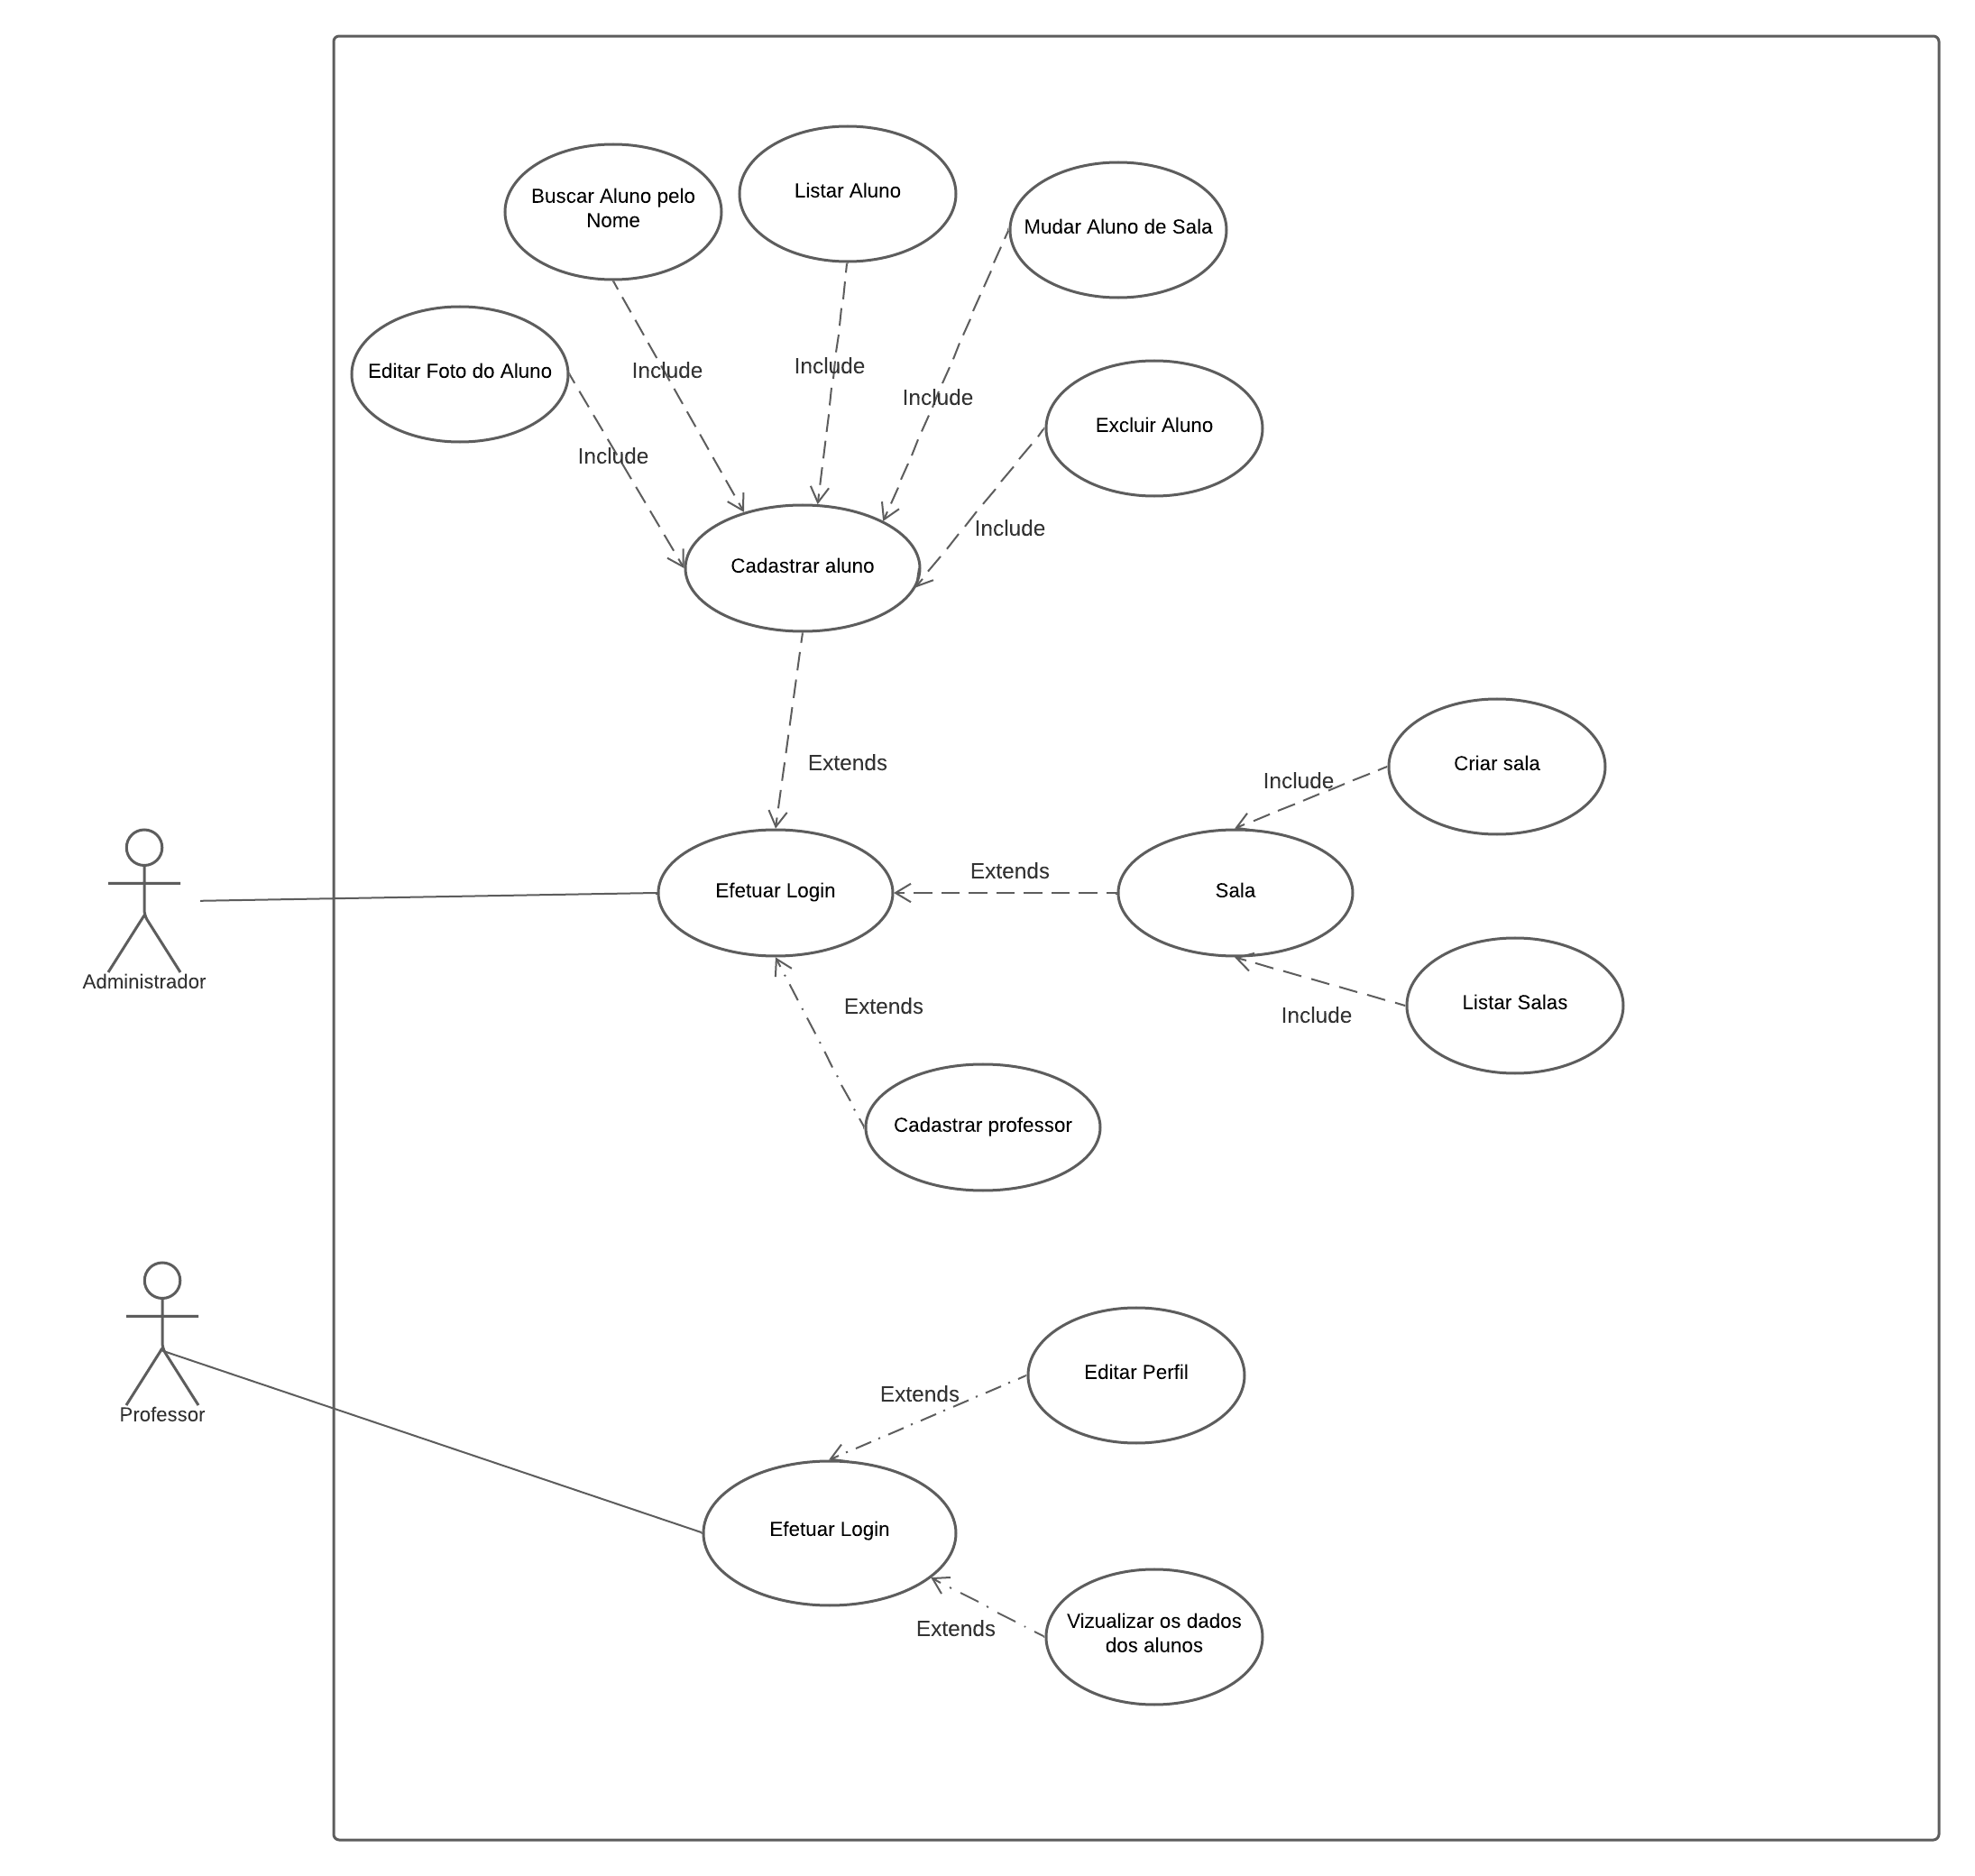 Buscar Aluno pelo
Nome
Listar Aluno
Mudar Aluno de Sala
Editar Foto do Aluno
Include
Include
Include
Excluir Aluno
Include
Include
Cadastrar aluno
Extends
Criar sala
Include
Efetuar Login
Extends
Sala
Administrador
Extends
Listar Salas
Include
Cadastrar professor
Professor
Editar Perfil
Extends
Efetuar Login
Vizualizar os dados
dos alunos
Extends